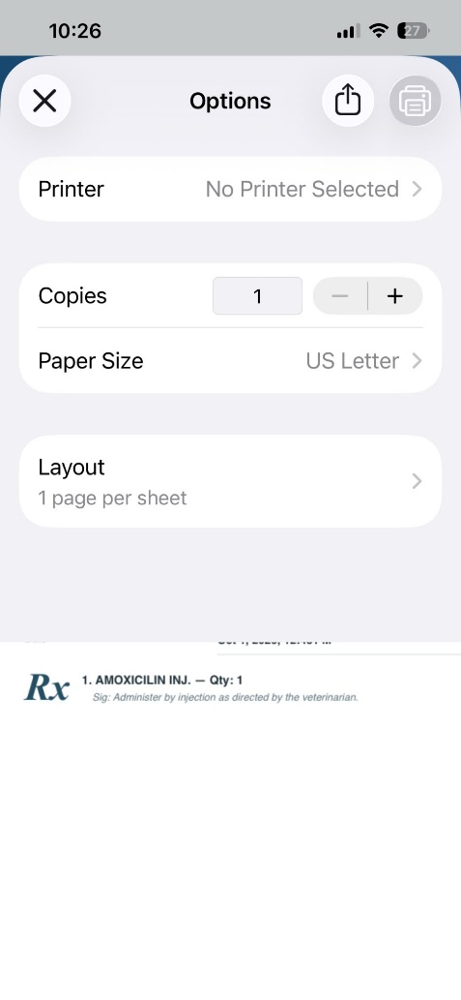 10:26
27
Options
Printer No Printer Selected
Copies 1 − +
Paper Size US Letter
Layout
1 page per sheet
Rx 1. AMOXICILIN INJ. — Qty: 1
Sig: Administer by injection as directed by the veterinarian.